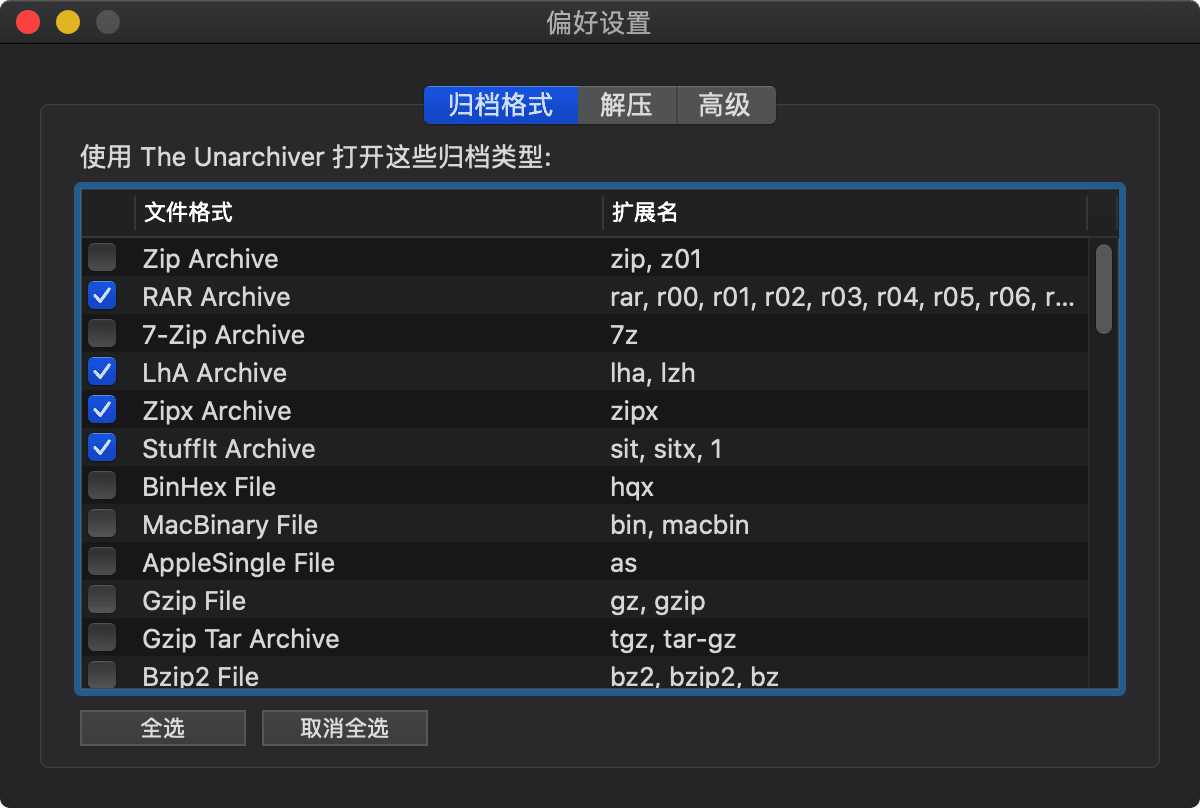 偏好设置
归档格式 解压 高级
使用 The Unarchiver 打开这些归档类型:
文件格式 扩展名
Zip Archive zip, z01
RAR Archive rar, r00, r01, r02, r03, r04, r05, r06, r...
7-Zip Archive 7z
LhA Archive lha, lzh
Zipx Archive zipx
StuffIt Archive sit, sitx, 1
BinHex File hqx
MacBinary File bin, macbin
AppleSingle File as
Gzip File gz, gzip
Gzip Tar Archive tgz, tar-gz
Bzip2 File bz2, bzip2, bz
全选 取消全选